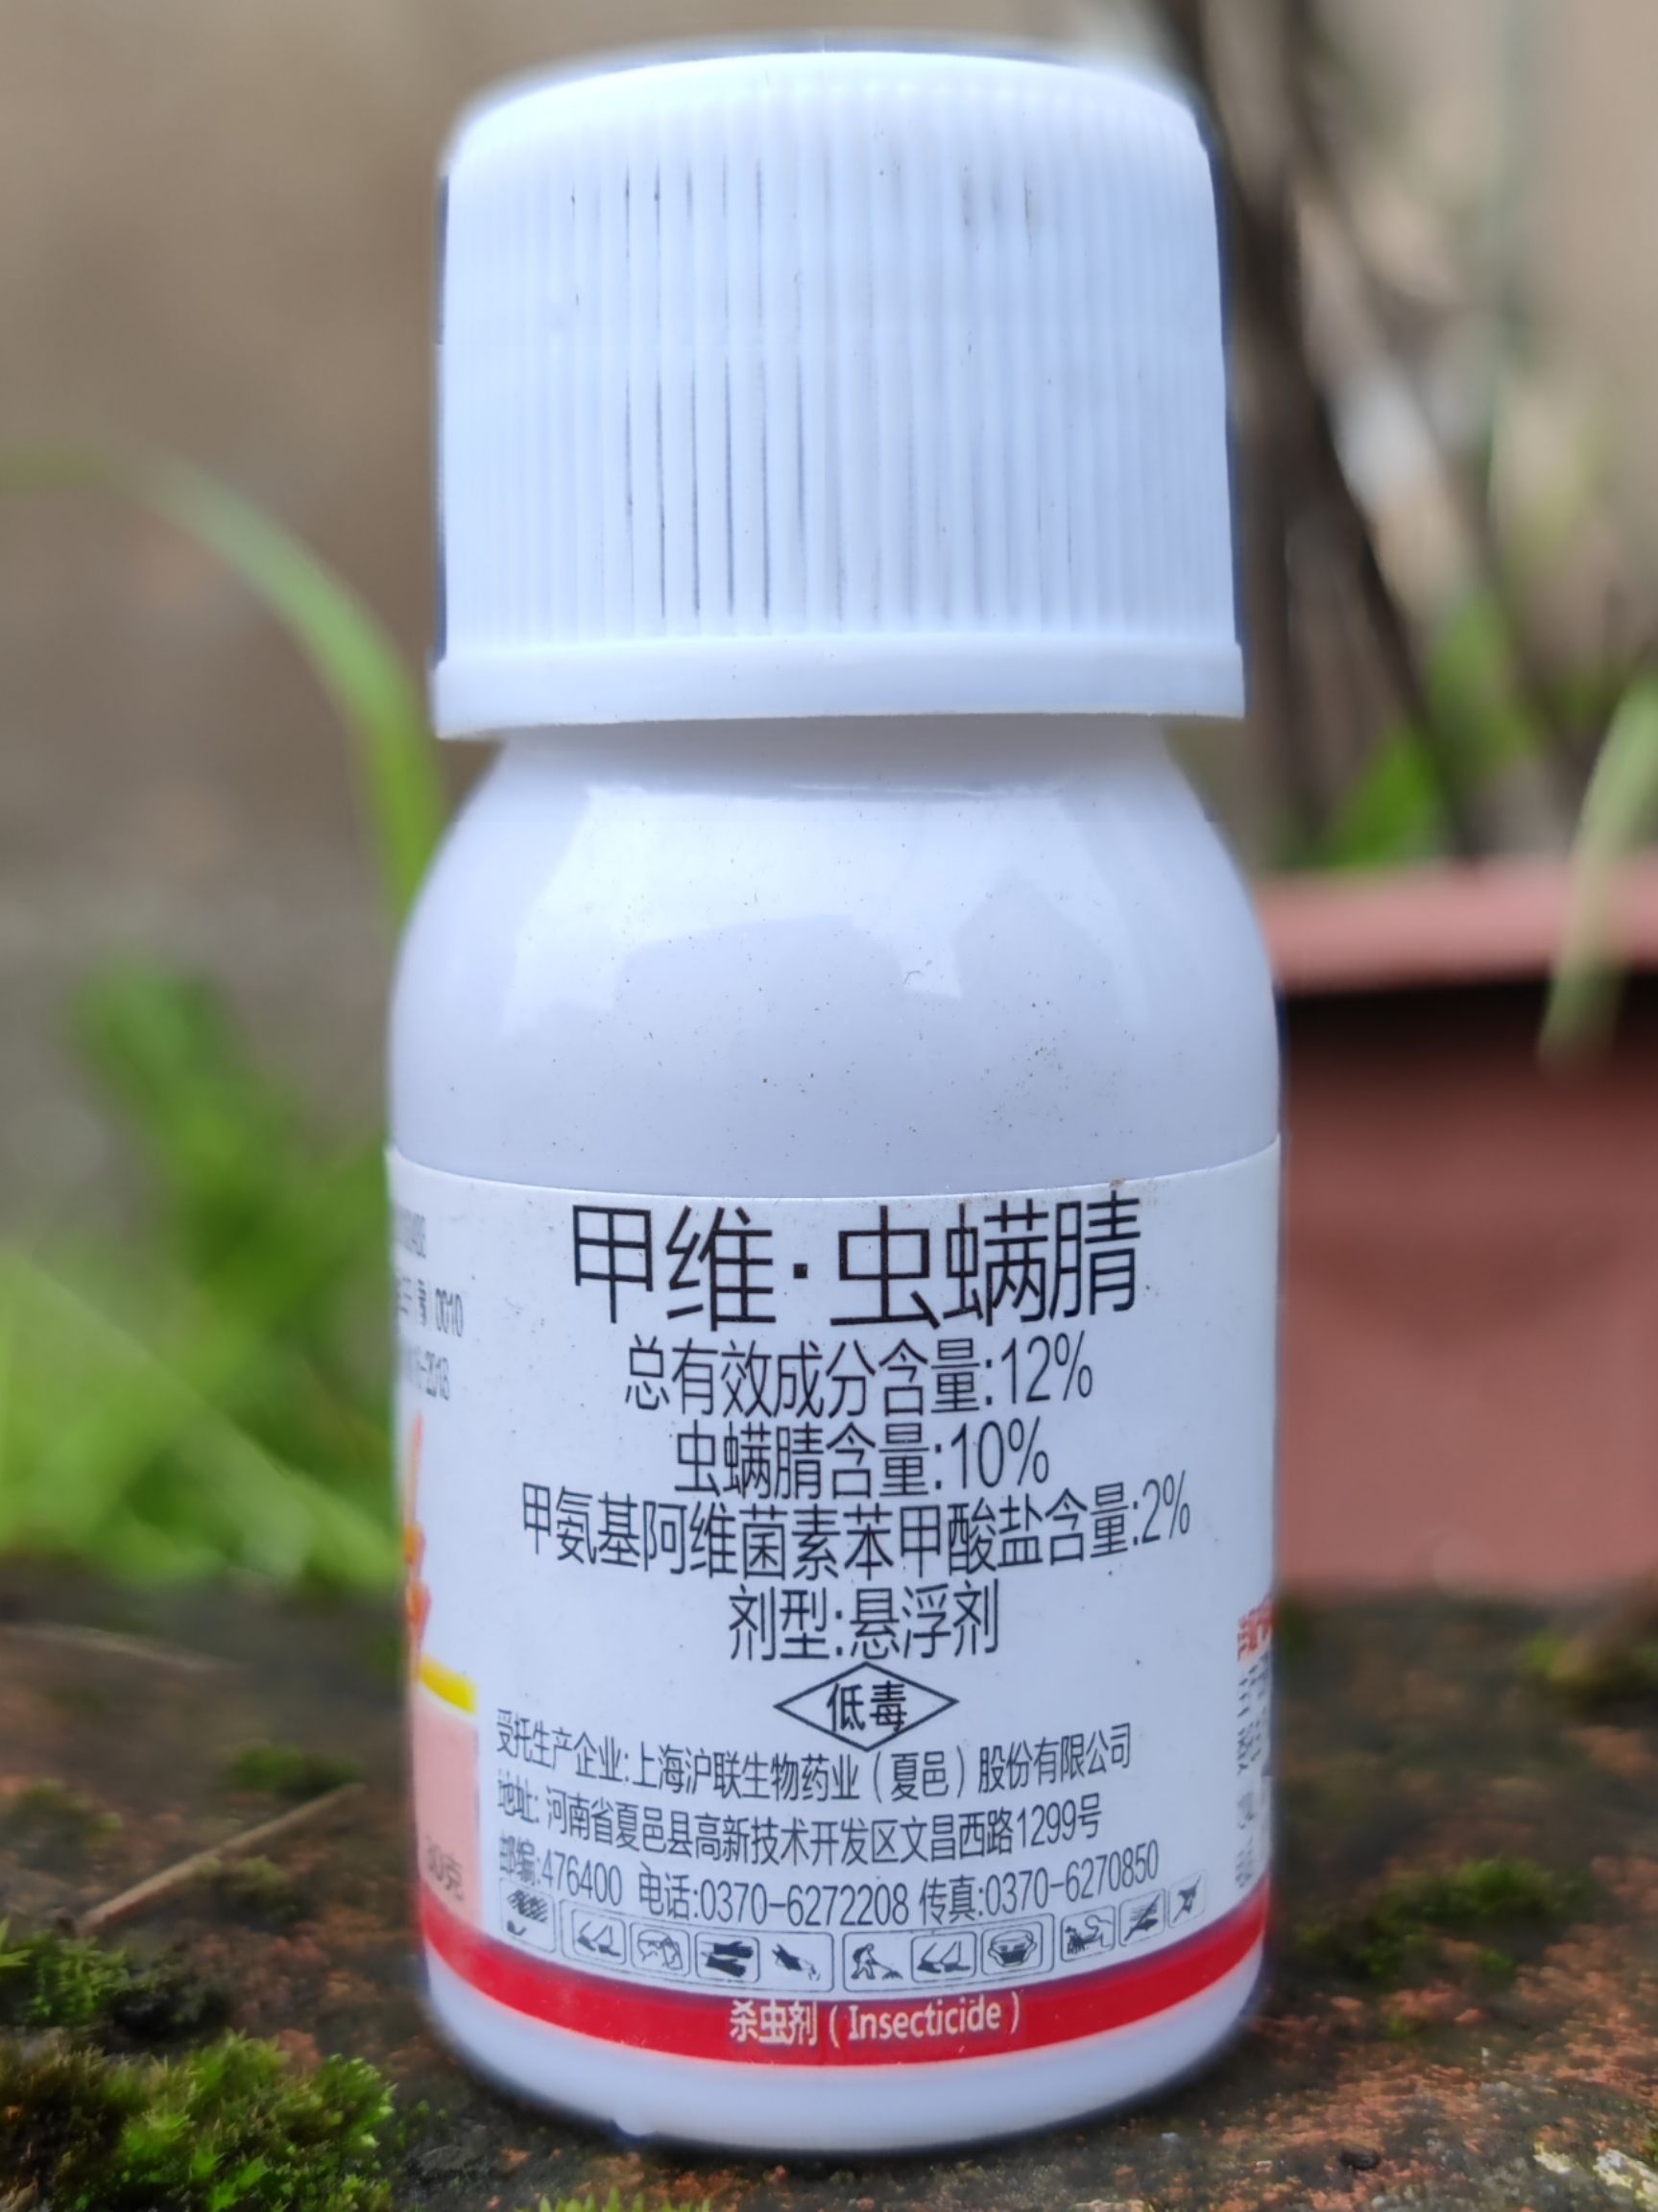 甲维·虫螨腈
总有效成分含量:12%
虫螨腈含量:10%
甲氨基阿维菌素苯甲酸盐含量:2%
剂型:悬浮剂
低毒
受托生产企业:上海沪联生物药业（夏邑）股份有限公司
地址: 河南省夏邑县高新技术开发区文昌西路1299号
邮编:476400 电话:0370-6272208 传真:0370-6270850
杀虫剂（Insecticide）